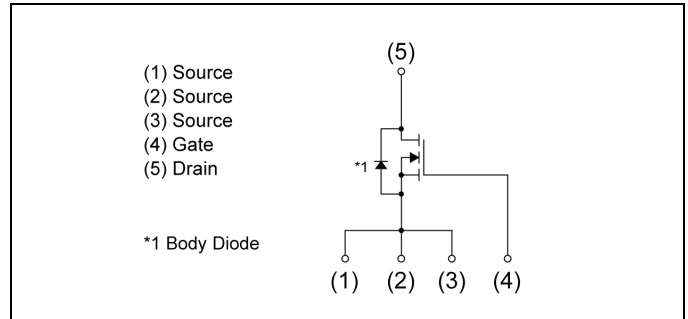 (1) Source
(2) Source
(3) Source
(4) Gate
(5) Drain
*1 Body Diode
(5)
*1
(1) (2) (3) (4)